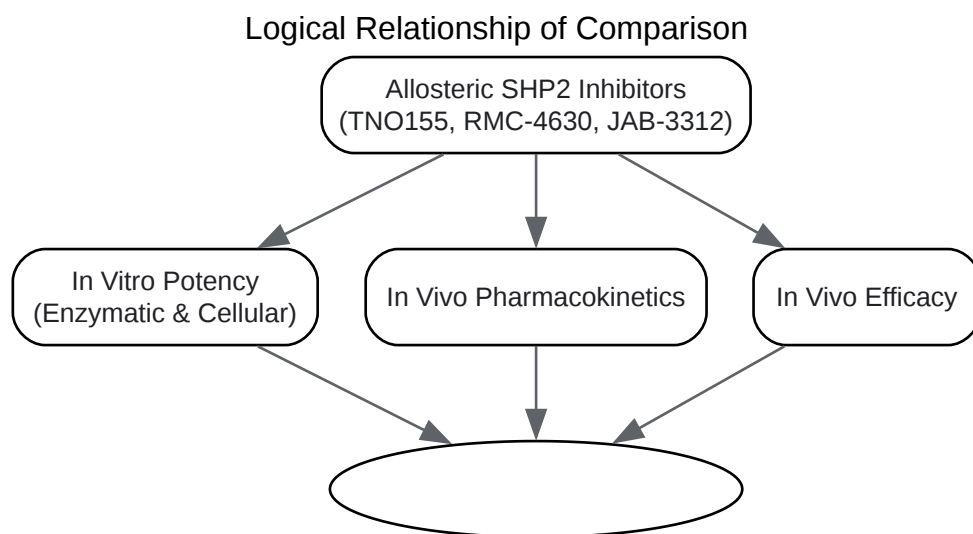 Logical Relationship of Comparison
Allosteric SHP2 Inhibitors
(TNO155, RMC-4630, JAB-3312)
In Vitro Potency
(Enzymatic & Cellular)
In Vivo Pharmacokinetics
In Vivo Efficacy